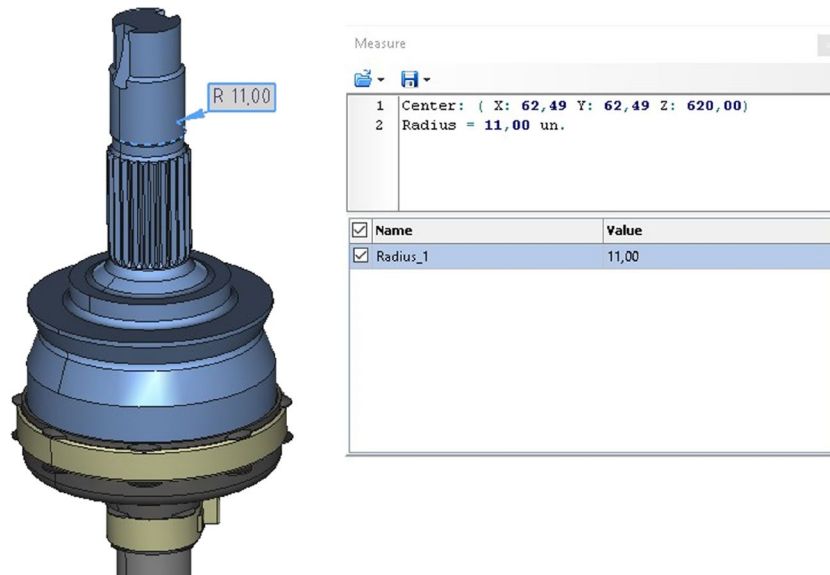 R 11,00
Measure
1 Center: ( X: 62,49 Y: 62,49 Z: 620,00)
2 Radius = 11,00 un.
Name Value
Radius_1 11,00